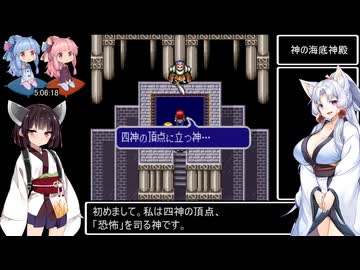 5:06:18
神の海底神殿
四神の頂点に立つ神…
初めまして。私は四神の頂点、
「恐怖」を司る神です。